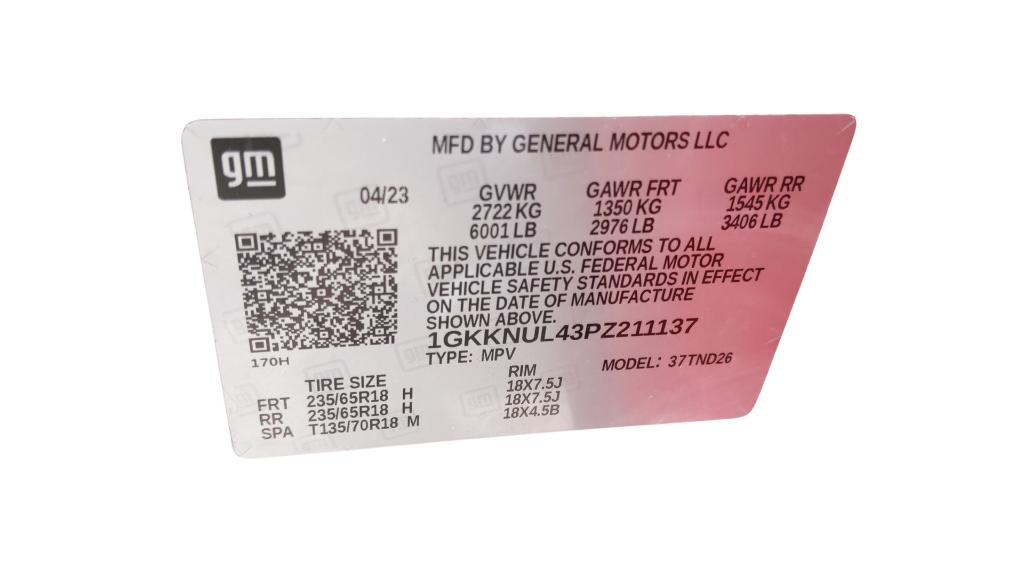 gm
MFD BY GENERAL MOTORS LLC
04/23 GVWR GAWR FRT GAWR RR
2722 KG 1350 KG 1545 KG
6001 LB 2976 LB 3406 LB
THIS VEHICLE CONFORMS TO ALL
APPLICABLE U.S. FEDERAL MOTOR
VEHICLE SAFETY STANDARDS IN EFFECT
ON THE DATE OF MANUFACTURE
SHOWN ABOVE.
1GKKNUL43PZ211137
170H
TYPE: MPV MODEL: 37TND26
TIRE SIZE RIM
FRT 235/65R18 H 18X7.5J
RR 235/65R18 H 18X7.5J
SPA T135/70R18 M 18X4.5B